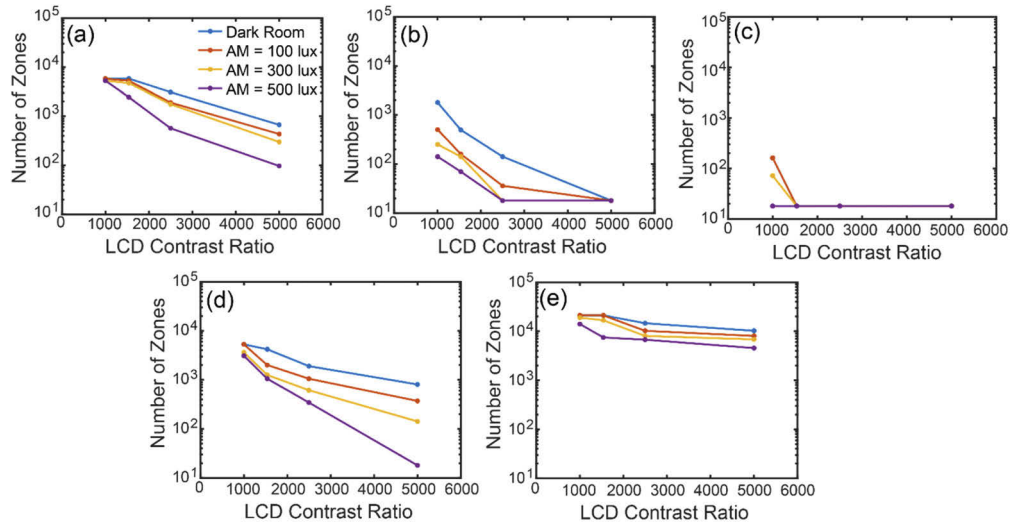 (a)
Dark Room
AM = 100 lux
AM = 300 lux
AM = 500 lux
10^5
10^4
10^3
10^2
10^1
Number of Zones
0 1000 2000 3000 4000 5000 6000
LCD Contrast Ratio
(b)
10^5
10^4
10^3
10^2
10^1
Number of Zones
0 1000 2000 3000 4000 5000 6000
LCD Contrast Ratio
(c)
10^5
10^4
10^3
10^2
10^1
Number of Zones
0 1000 2000 3000 4000 5000 6000
LCD Contrast Ratio
(d)
10^5
10^4
10^3
10^2
10^1
Number of Zones
0 1000 2000 3000 4000 5000 6000
LCD Contrast Ratio
(e)
10^5
10^4
10^3
10^2
10^1
Number of Zones
0 1000 2000 3000 4000 5000 6000
LCD Contrast Ratio